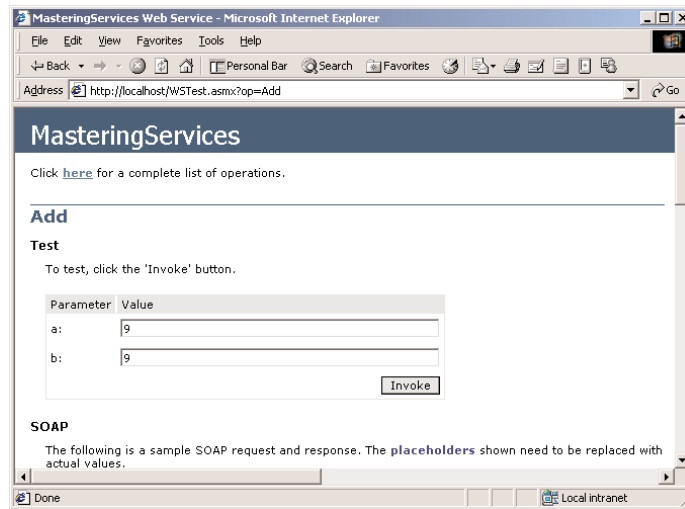 MasteringServices Web Service - Microsoft Internet Explorer
File Edit View Favorites Tools Help
Back Personal Bar Search Favorites
Address http://localhost/WSTest.asmx?op=Add Go
MasteringServices
Click here for a complete list of operations.
Add
Test
To test, click the 'Invoke' button.
Parameter Value
a: 9
b: 9
Invoke
SOAP
The following is a sample SOAP request and response. The placeholders shown need to be replaced with
actual values.
Done Local intranet